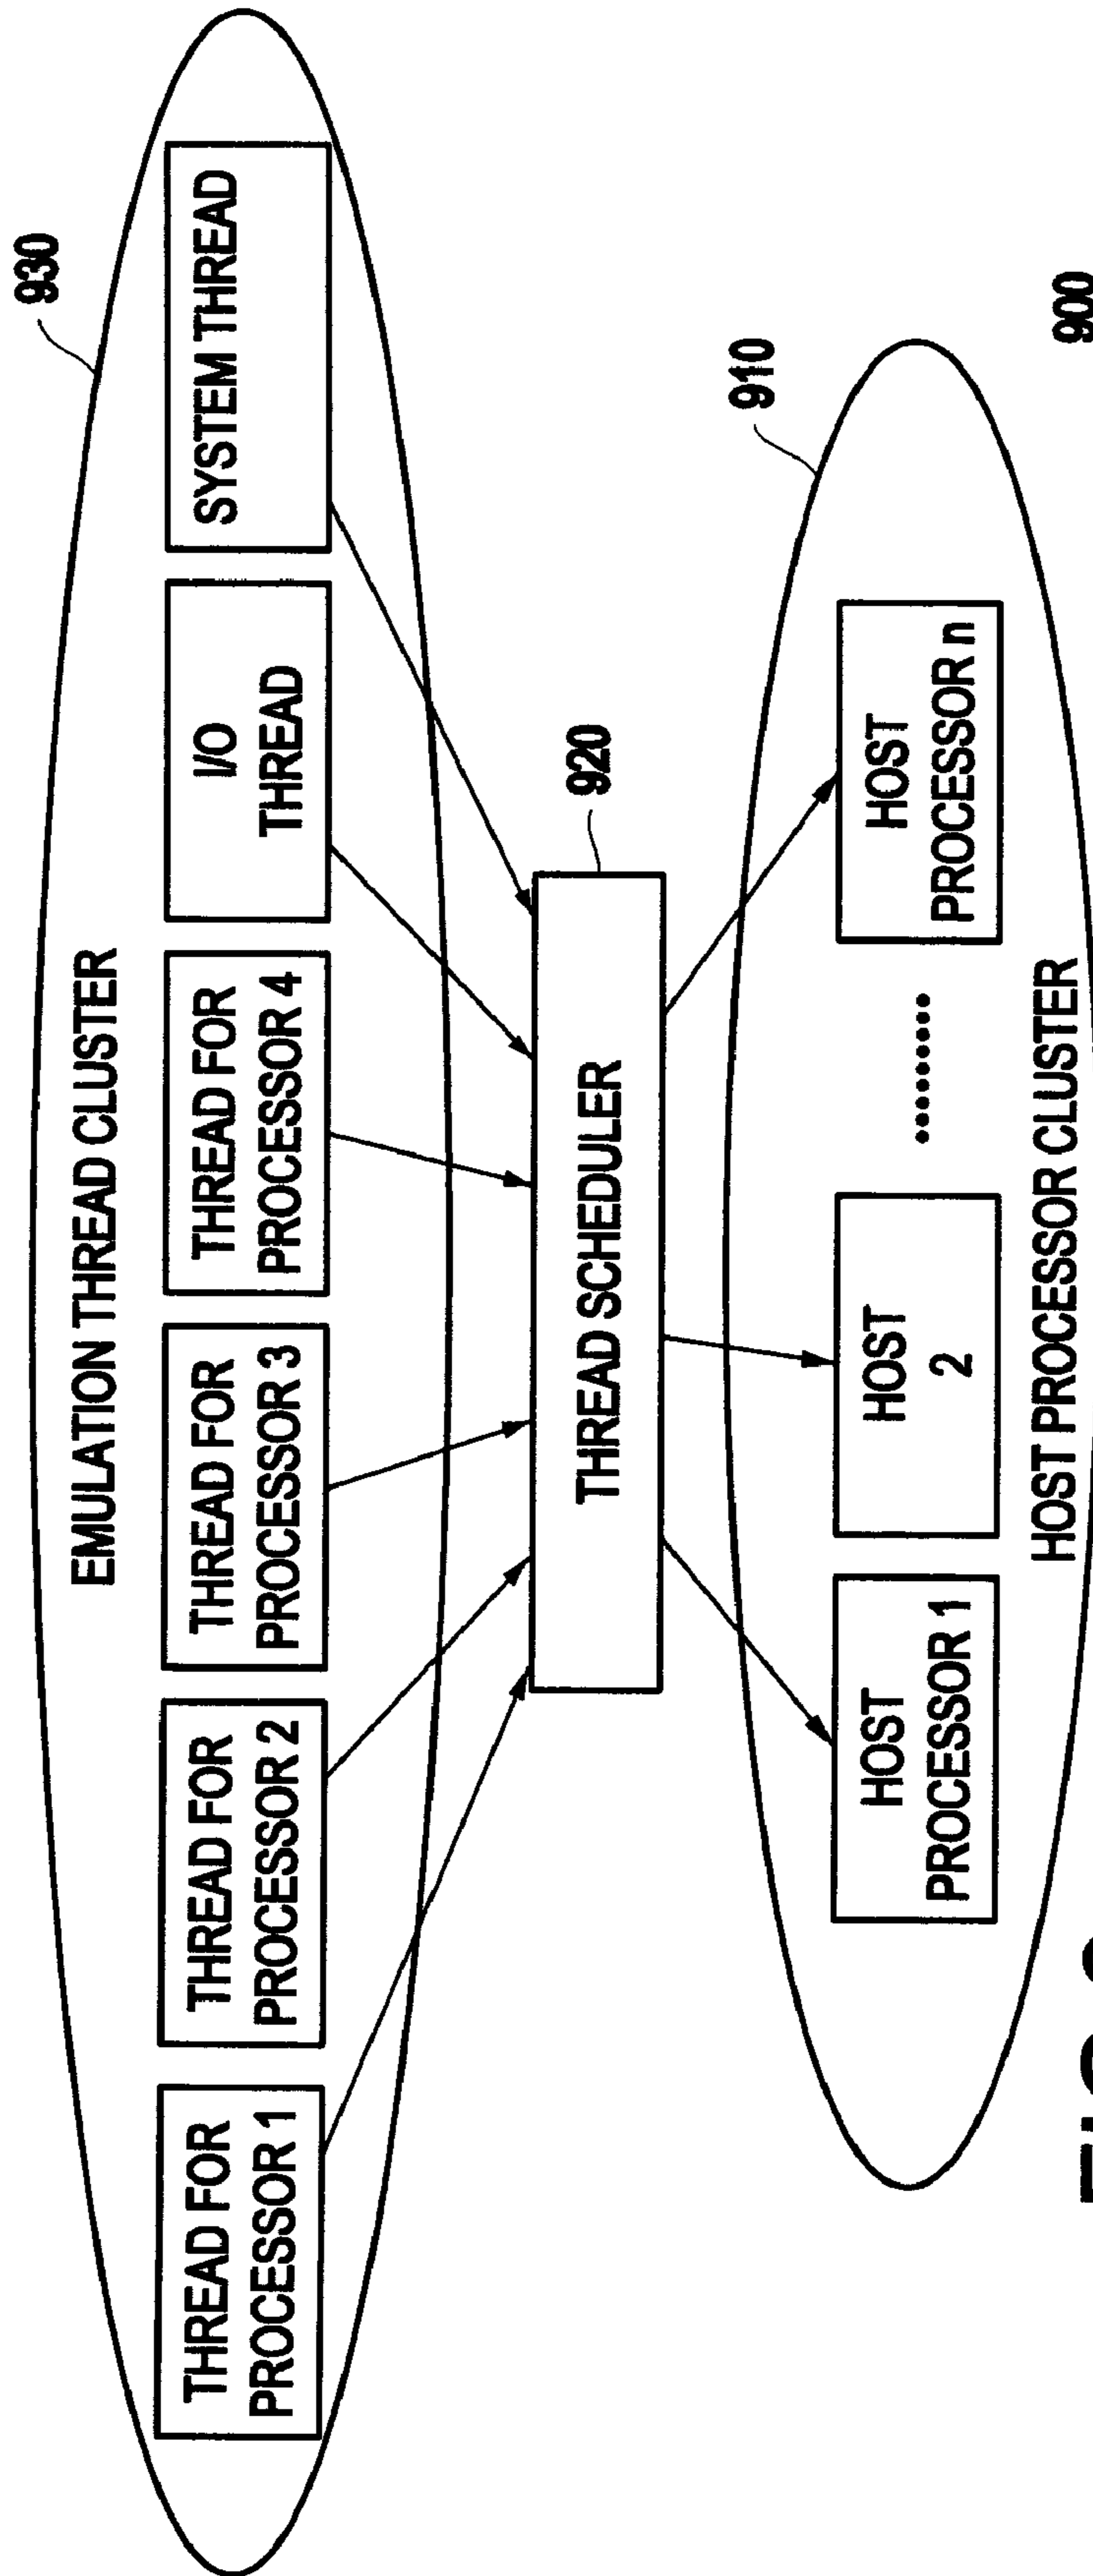 930
EMULATION THREAD CLUSTER
THREAD FOR
PROCESSOR 1
THREAD FOR
PROCESSOR 2
THREAD FOR
PROCESSOR 3
THREAD FOR
PROCESSOR 4
I/O
THREAD
SYSTEM THREAD
920
THREAD SCHEDULER
910
HOST
PROCESSOR 1
HOST
2
........
HOST
PROCESSOR n
HOST PROCESSOR CLUSTER
900